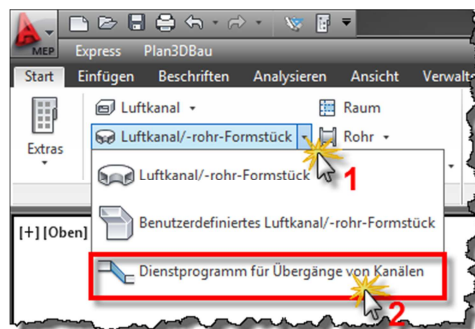 MEP Express Plan3DBau
Start Einfügen Beschriften Analysieren Ansicht Verwalt
Luftkanal Raum
Luftkanal/-rohr-Formstück Rohr
Extras
1
Luftkanal/-rohr-Formstück
Benutzerdefiniertes Luftkanal/-rohr-Formstück
[+] [Oben]
Dienstprogramm für Übergänge von Kanälen
2